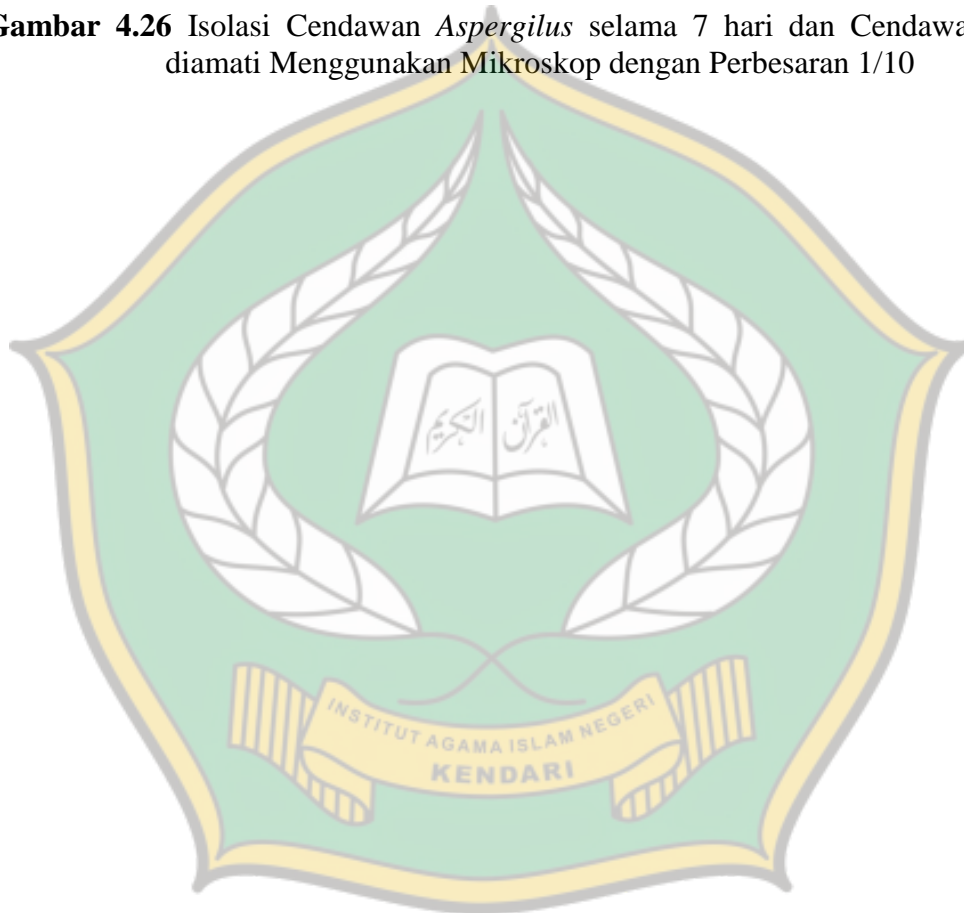 Gambar 4.26 Isolasi Cendawan Aspergilus selama 7 hari dan
diamati Menggunakan Mikroskop dengan Perbesaran 1/10
القرآن الكريم
INSTITUT AGAMA ISLAM NEGERI
KENDARI